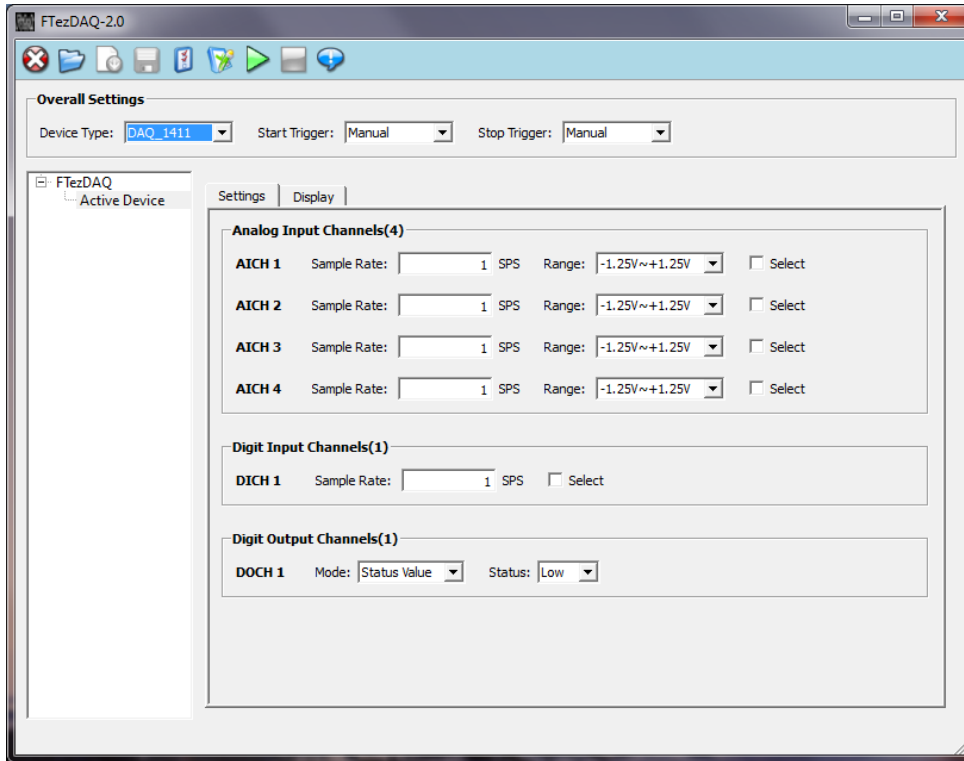 FTezDAQ-2.0
Overall Settings
Device Type: DAQ_1411 Start Trigger: Manual Stop Trigger: Manual
FTezDAQ
Active Device
Settings Display
Analog Input Channels(4)
AICH 1 Sample Rate: 1 SPS Range: -1.25V~+1.25V Select
AICH 2 Sample Rate: 1 SPS Range: -1.25V~+1.25V Select
AICH 3 Sample Rate: 1 SPS Range: -1.25V~+1.25V Select
AICH 4 Sample Rate: 1 SPS Range: -1.25V~+1.25V Select
Digit Input Channels(1)
DICH 1 Sample Rate: 1 SPS Select
Digit Output Channels(1)
DOCH 1 Mode: Status Value Status: Low